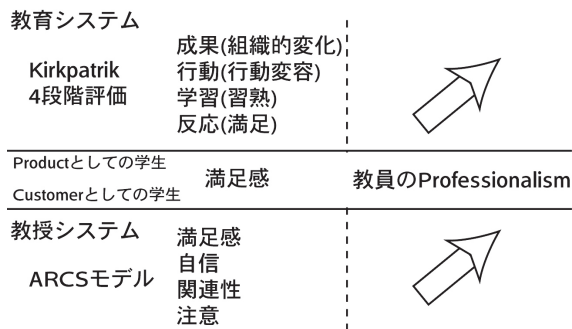 教育システム
成果(組織的変化)
Kirkpatrik
行動(行動変容)
4段階評価
学習(習熟)
反応(満足)
Productとしての学生
満足感
教員のProfessionalism
Customerとしての学生
教授システム
満足感
自信
ARCSモデル
関連性
注意